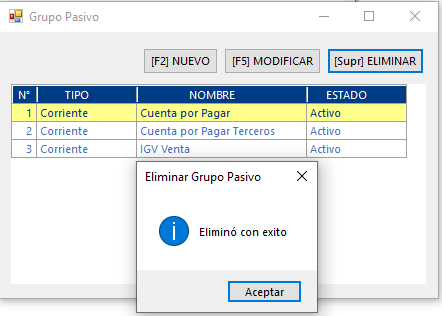 Grupo Pasivo
[F2] NUEVO [F5] MODIFICAR [Supr] ELIMINAR
N° TIPO NOMBRE ESTADO
1 Corriente Cuenta por Pagar Activo
2 Corriente Cuenta por Pagar Terceros Activo
3 Corriente IGV Venta Activo
Eliminar Grupo Pasivo
Eliminó con exito
Aceptar